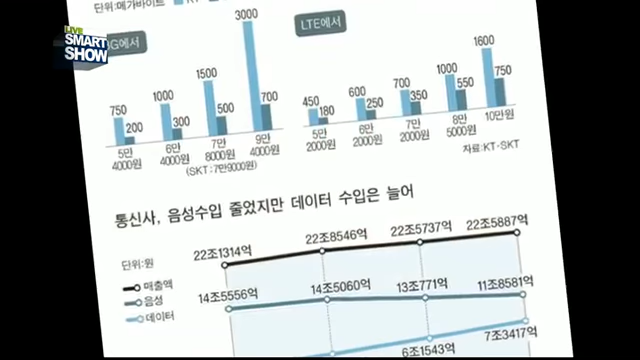 단위:메가바이트 KT
LIVE
SMART
SHOW
G에서
LTE에서
750 200 1000 300 1500 500 3000 700
5만
4000원
6만
4000원
7만
8000원
9만
4000원
(SKT:7만9000원)
450 180 600 250 700 350 1000 550 1600 750
5만
2000원
6만
2000원
7만
2000원
8만
5000원
10만원
자료:KT·SKT
통신사, 음성수입 줄었지만 데이터 수입은 늘어
단위:원
매출액
음성
데이터
22조1314억 22조8546억 22조5737억 22조5887억
14조5556억 14조5060억 13조771억 11조8581억
6조1543억 7조3417억